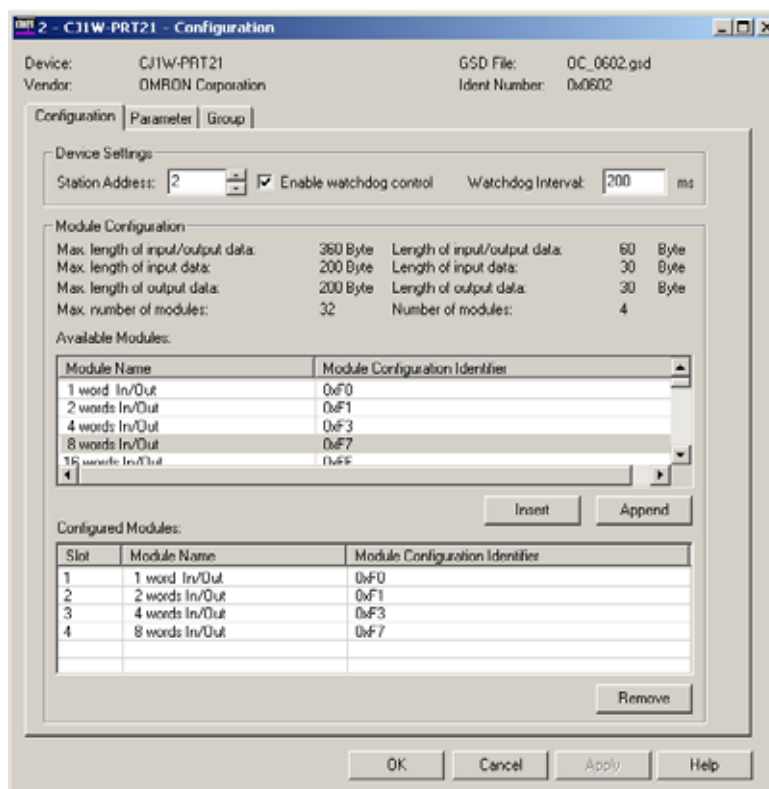 2 - CJ1W-PRT21 - Configuration
Device: CJ1W-PRT21 GSD File: OC_0602.gsd
Vendor: OMRON Corporation Ident Number: 0x0602
Configuration Parameter Group
Device Settings
Station Address: 2 Enable watchdog control Watchdog Interval: 200 ms
Module Configuration
Max. length of input/output data: 360 Byte Length of input/output data: 60 Byte
Max. length of input data: 200 Byte Length of input data: 30 Byte
Max. length of output data: 200 Byte Length of output data: 30 Byte
Max. number of modules: 32 Number of modules: 4
Available Modules:
Module Name Module Configuration Identifier
1 word In/Out 0xF0
2 words In/Out 0xF1
4 words In/Out 0xF3
8 words In/Out 0xF7
16 words In/Out 0xFF
Insert Append
Configured Modules:
Slot Module Name Module Configuration Identifier
1 1 word In/Out 0xF0
2 2 words In/Out 0xF1
3 4 words In/Out 0xF3
4 8 words In/Out 0xF7
Remove
OK Cancel Apply Help